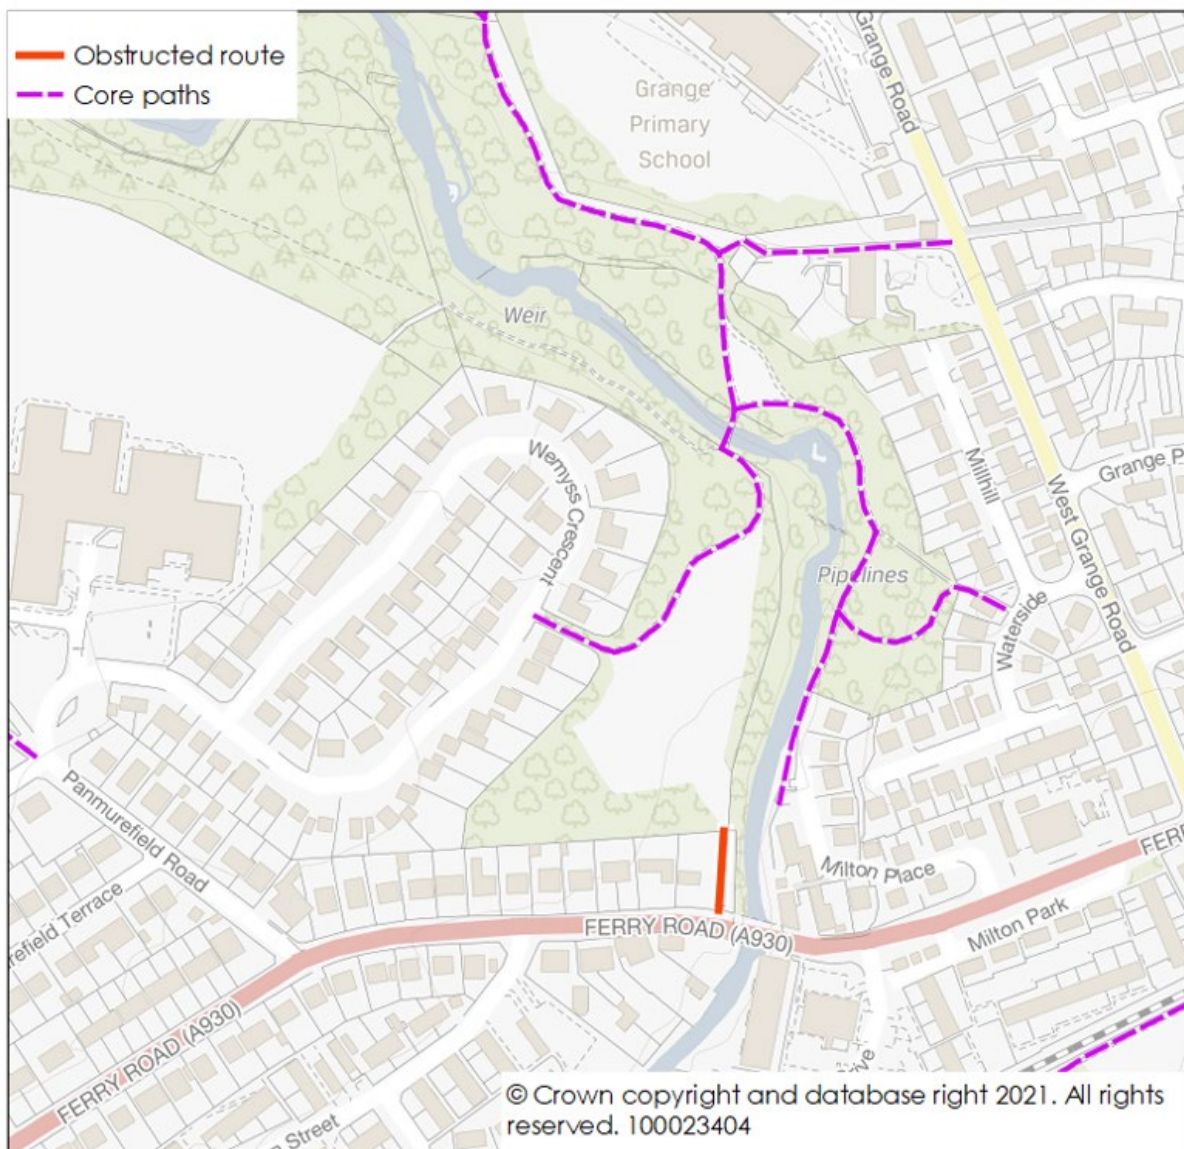 Obstructed route
Core paths
Grange Road
Grange
Primary
School
Weir
Wemyss Crescent
Millhill
Grange P
West Grange Road
Pipelines
Waterside
Panmurefield Road
refield Terrace
Milton Place
FERR
FERRY ROAD (A930)
Milton Park
FERRY ROAD (A930)
Street
© Crown copyright and database right 2021. All rights
reserved. 100023404